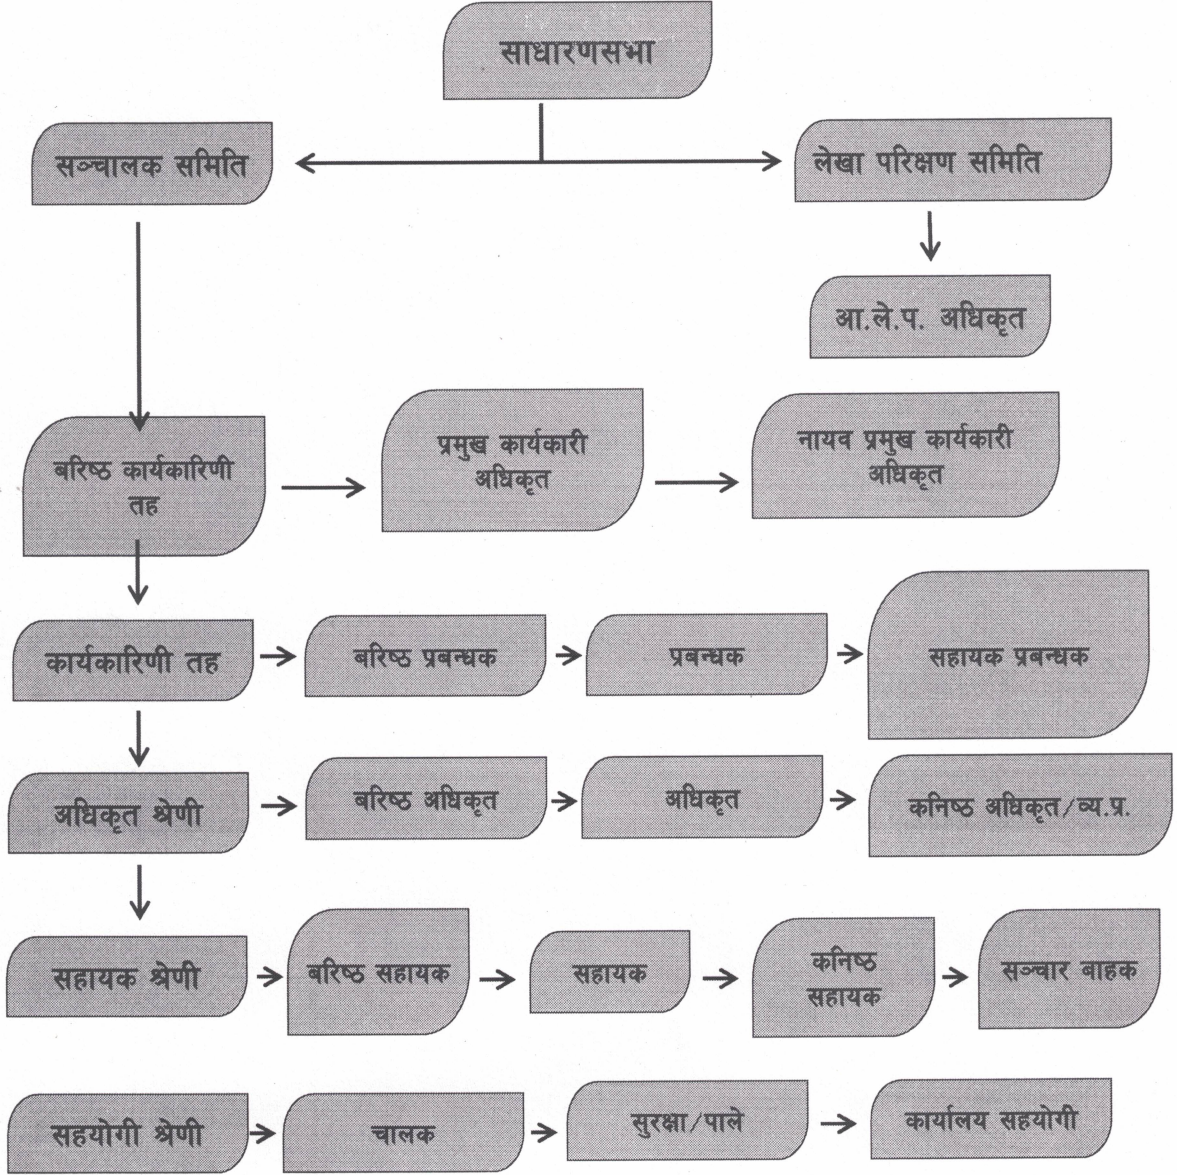 साधारणसभा
सञ्चालक समिति
लेखा परिक्षण समिति
आ.ले.प. अधिकृत
बरिष्ठ कार्यकारिणी
तह
प्रमुख कार्यकारी
अधिकृत
नायव प्रमुख कार्यकारी
अधिकृत
कार्यकारिणी तह
बरिष्ठ प्रबन्धक
प्रबन्धक
सहायक प्रबन्धक
अधिकृत श्रेणी
बरिष्ठ अधिकृत
अधिकृत
कनिष्ठ अधिकृत/व्य.प्र.
सहायक श्रेणी
बरिष्ठ सहायक
सहायक
कनिष्ठ
सहायक
सञ्चार बाहक
सहयोगी श्रेणी
चालक
सुरक्षा/पाले
कार्यालय सहयोगी